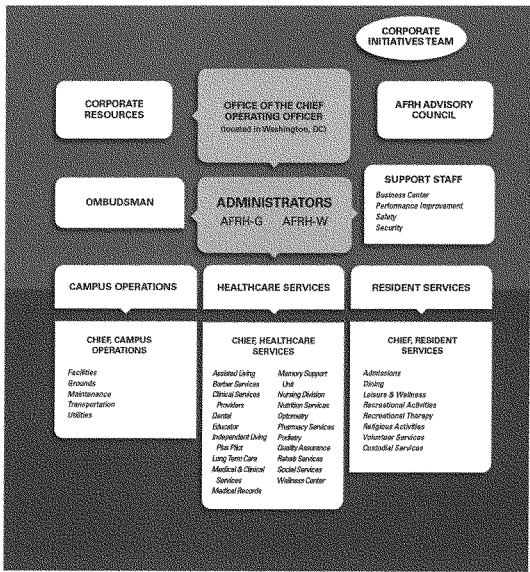 CORPORATE
INITIATIVES TEAM
CORPORATE
RESOURCES
OFFICE OF THE CHIEF
OPERATING OFFICER
(located in Washington, DC)
AFRH ADVISORY
COUNCIL
OMBUDSMAN
ADMINISTRATORS
AFRH-G AFRH-W
SUPPORT STAFF
Business Center
Performance Improvement
Safety
Security
CAMPUS OPERATIONS
HEALTHCARE SERVICES
RESIDENT SERVICES
CHIEF, CAMPUS
OPERATIONS
Facilities
Grounds
Maintenance
Transportation
Utilities
CHIEF, HEALTHCARE
SERVICES
Assisted Living
Barber Services
Clinical Services
Providers
Dental
Educator
Independent Living
Plus Pilot
Long Term Care
Medical & Clinical
Services
Medical Records
Memory Support
Unit
Nursing Division
Nutrition Services
Optometry
Pharmacy Services
Podiatry
Quality Assurance
Rehab Services
Social Services
Wellness Center
CHIEF, RESIDENT
SERVICES
Admissions
Dining
Leisure & Wellness
Recreational Activities
Recreational Therapy
Religious Activities
Volunteer Services
Custodial Services